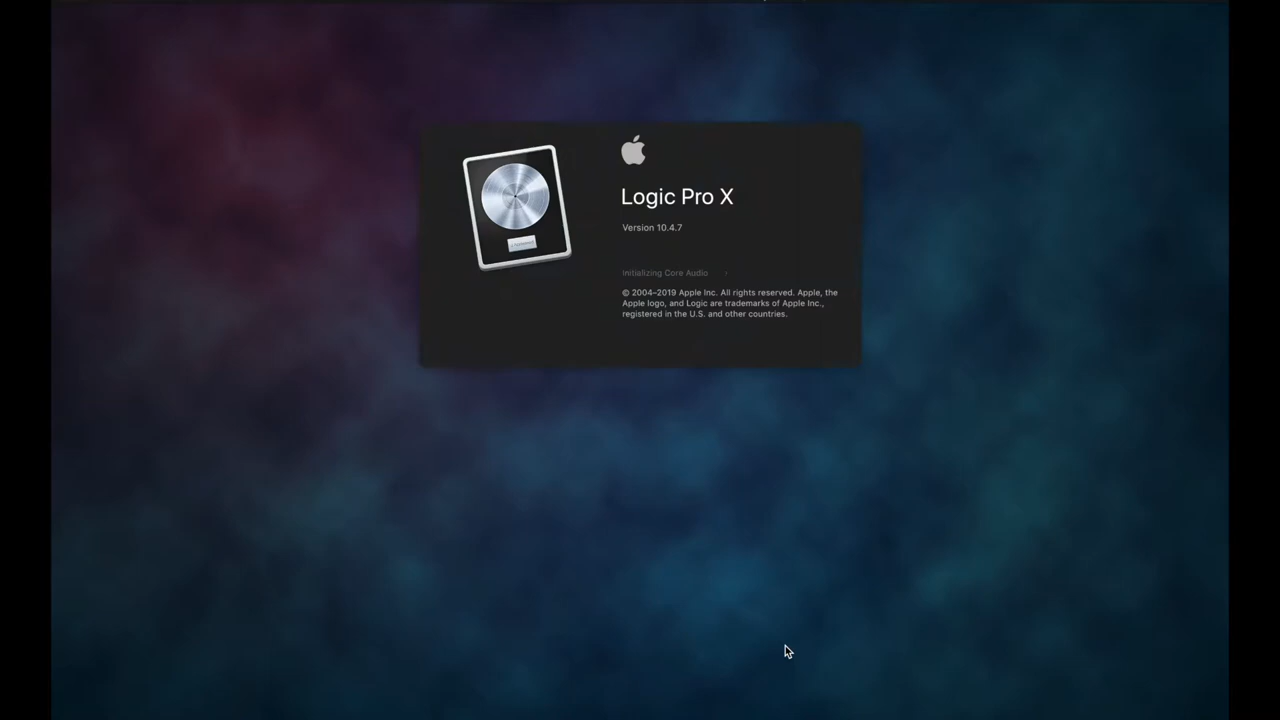 Logic Pro X
Version 10.4.7
Initializing Core Audio
© 2004–2019 Apple Inc. All rights reserved. Apple, the
Apple logo, and Logic are trademarks of Apple Inc.,
registered in the U.S. and other countries.